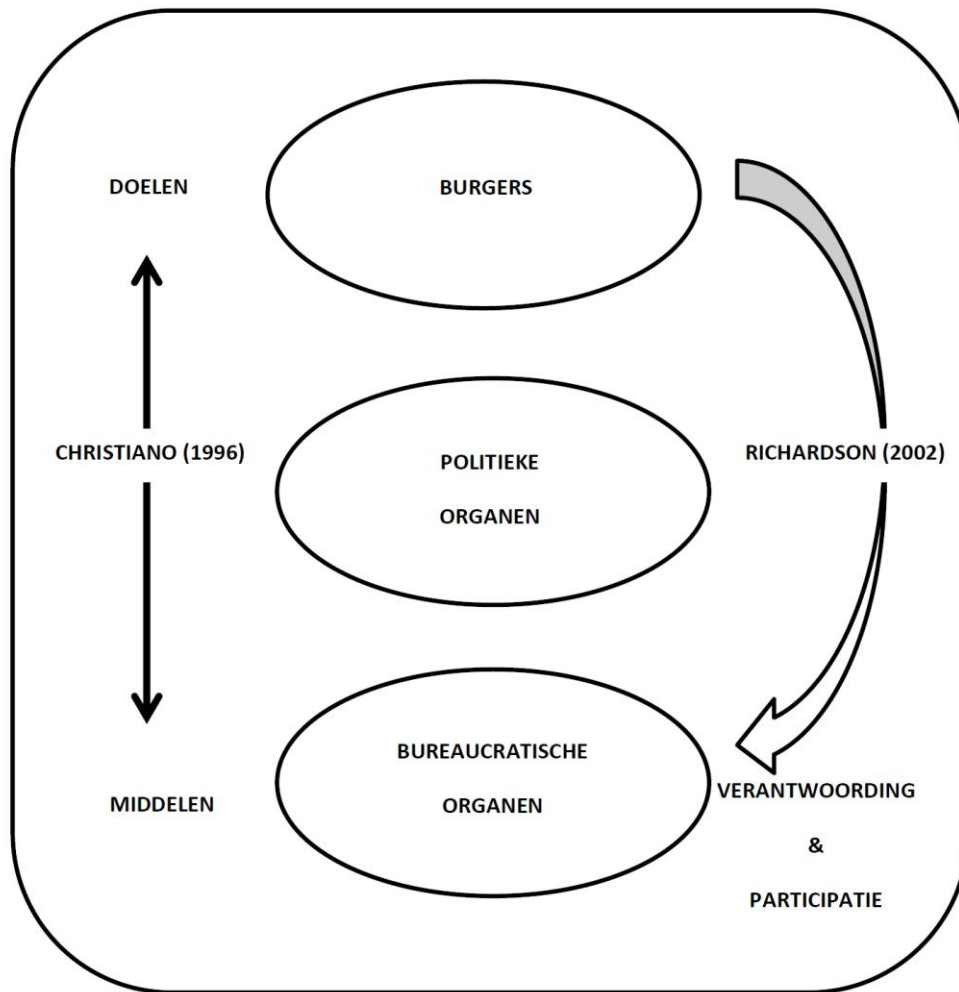 DOELEN
BURGERS
CHRISTIANO (1996)
POLITIEKE
ORGANEN
RICHARDSON (2002)
MIDDELEN
BUREAUCRATISCHE
ORGANEN
VERANTWOORDING
&
PARTICIPATIE